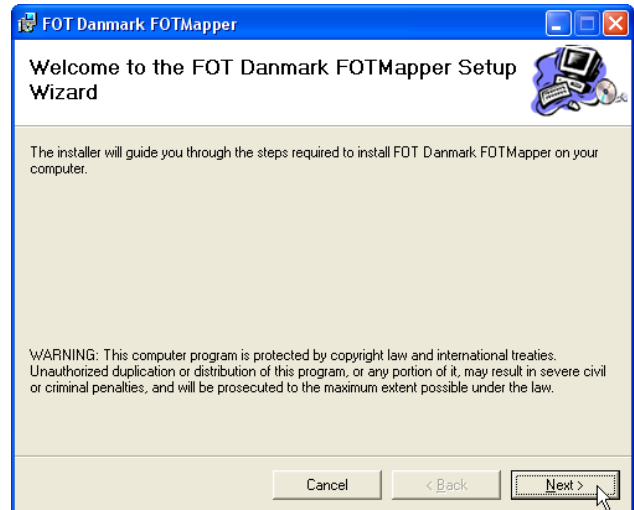 FOT Danmark FOTMapper
Welcome to the FOT Danmark FOTMapper Setup
Wizard
The installer will guide you through the steps required to install FOT Danmark FOTMapper on your
computer.
WARNING: This computer program is protected by copyright law and international treaties.
Unauthorized duplication or distribution of this program, or any portion of it, may result in severe civil
or criminal penalties, and will be prosecuted to the maximum extent possible under the law.
Cancel < Back Next >